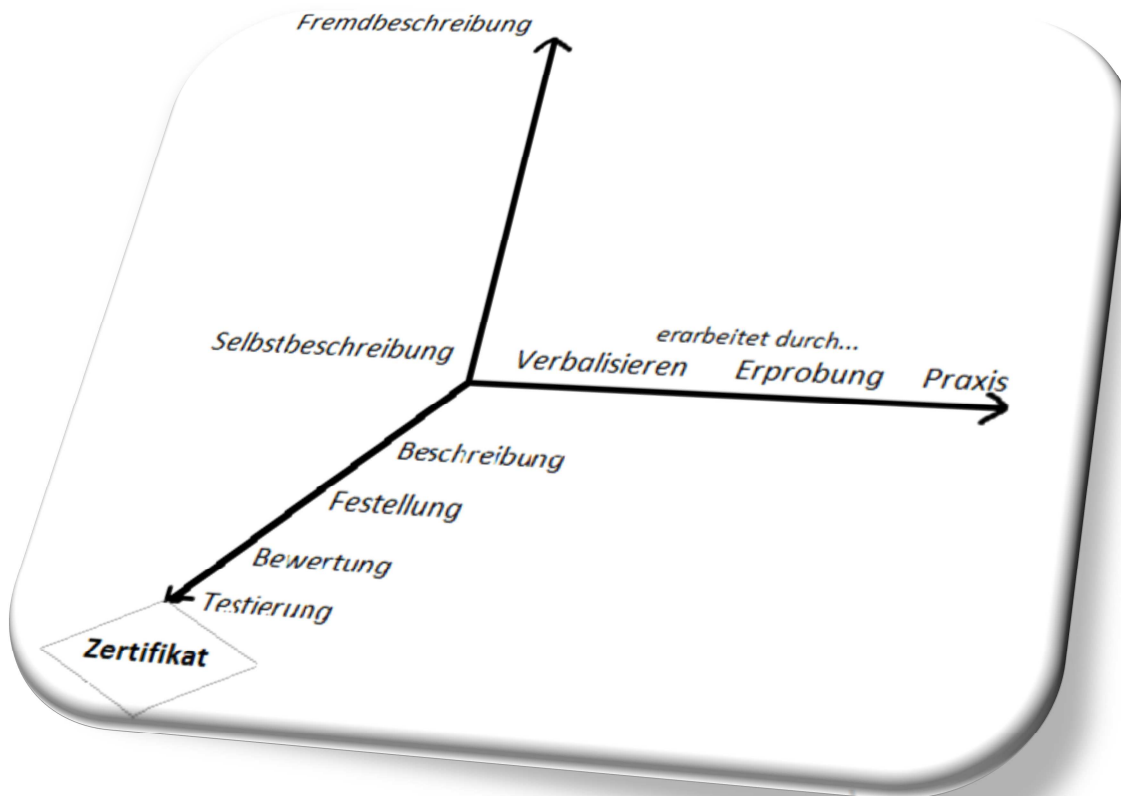 Fremdbeschreibung
erarbeitet durch...
Selbstbeschreibung
Verbalisieren Erprobung Praxis
Beschreibung
Festellung
Bewertung
Testierung
Zertifikat